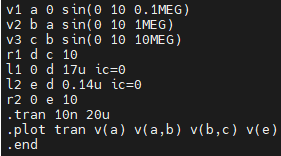 v1 a 0 sin(0 10 0.1MEG)
v2 b a sin(0 10 1MEG)
v3 c b sin(0 10 10MEG)
r1 d c 10
l1 0 d 17u ic=0
l2 e d 0.14u ic=0
r2 0 e 10
.tran 10n 20u
.plot tran v(a) v(a,b) v(b,c) v(e)
.end